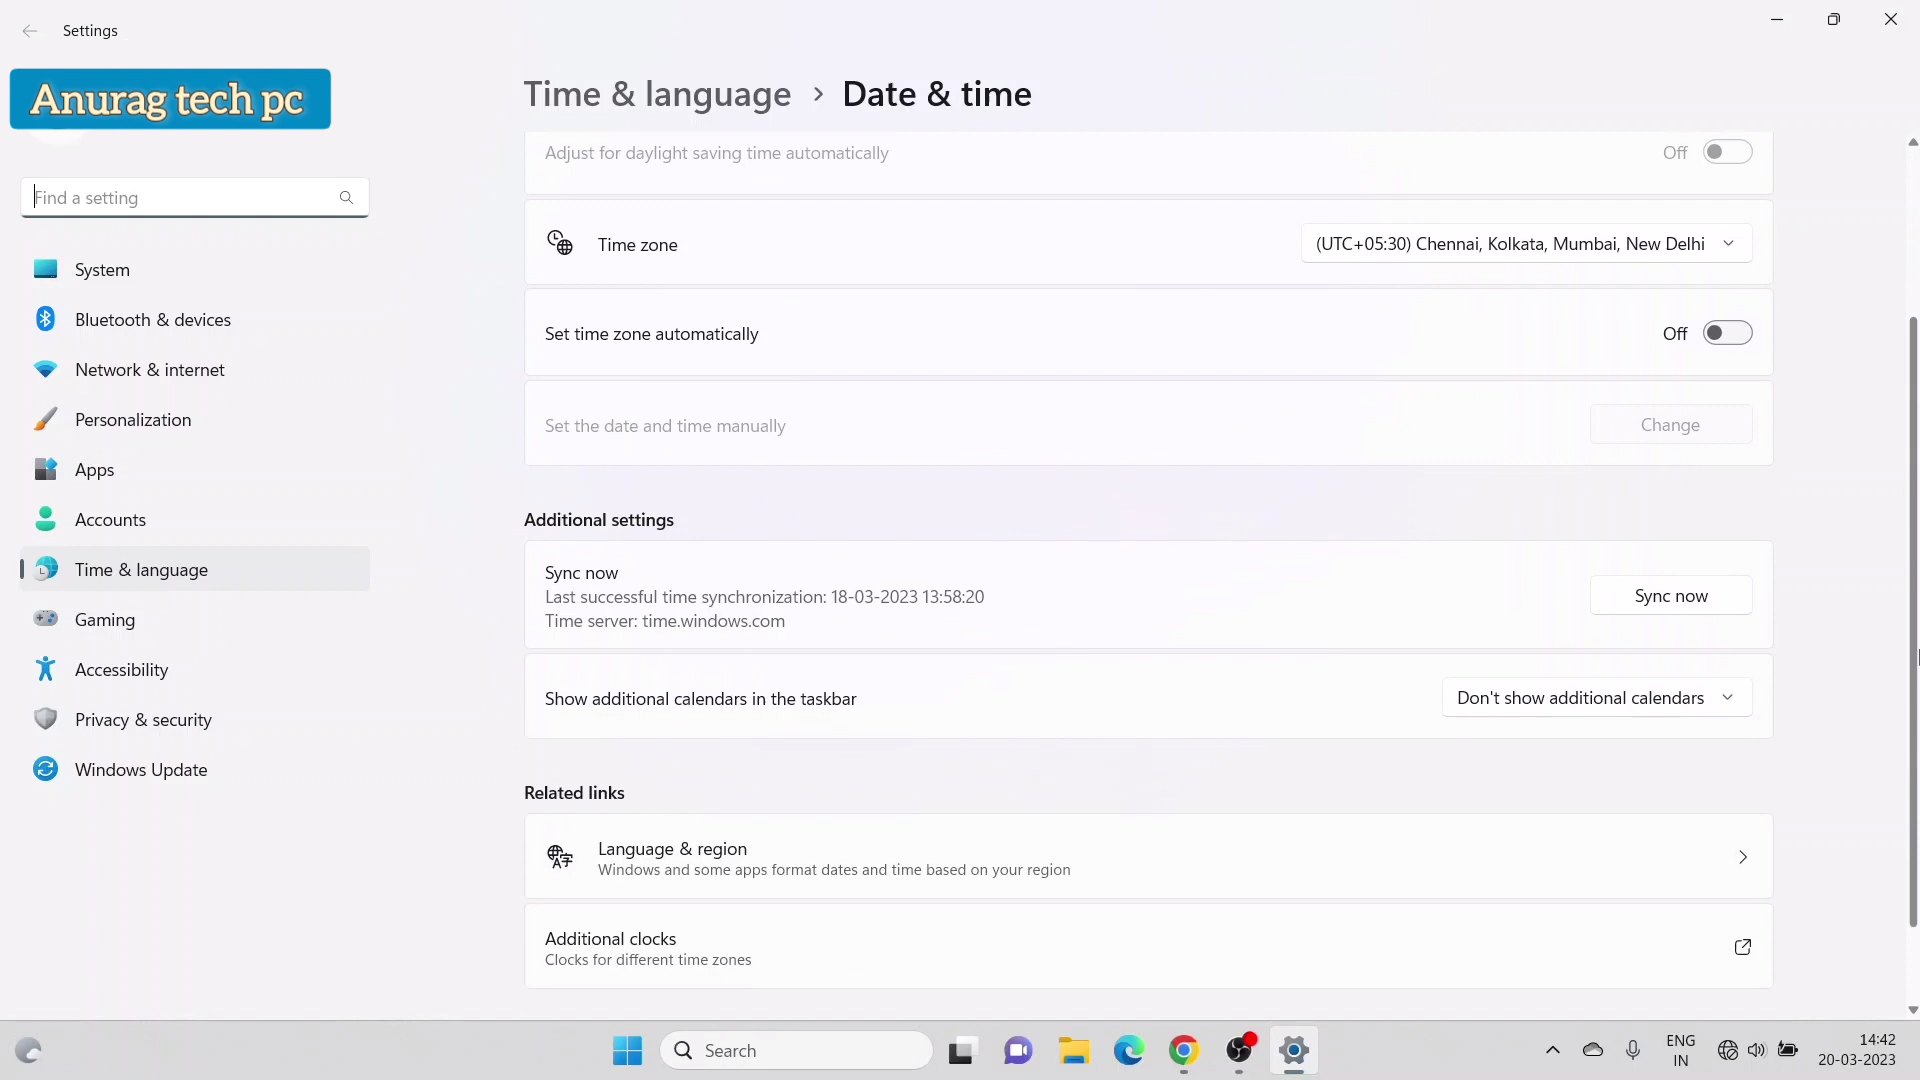 Settings
Anurag tech pc
Find a setting
System
Bluetooth & devices
Network & internet
Personalization
Apps
Accounts
Time & language
Gaming
Accessibility
Privacy & security
Windows Update
Time & language > Date & time
Adjust for daylight saving time automatically Off
Time zone (UTC+05:30) Chennai, Kolkata, Mumbai, New Delhi
Set time zone automatically Off
Set the date and time manually Change
Additional settings
Sync now
Last successful time synchronization: 18-03-2023 13:58:20
Time server: time.windows.com
Sync now
Show additional calendars in the taskbar Don't show additional calendars
Related links
Language & region
Windows and some apps format dates and time based on your region
Additional clocks
Clocks for different time zones
Search
ENG
IN
14:42
20-03-2023